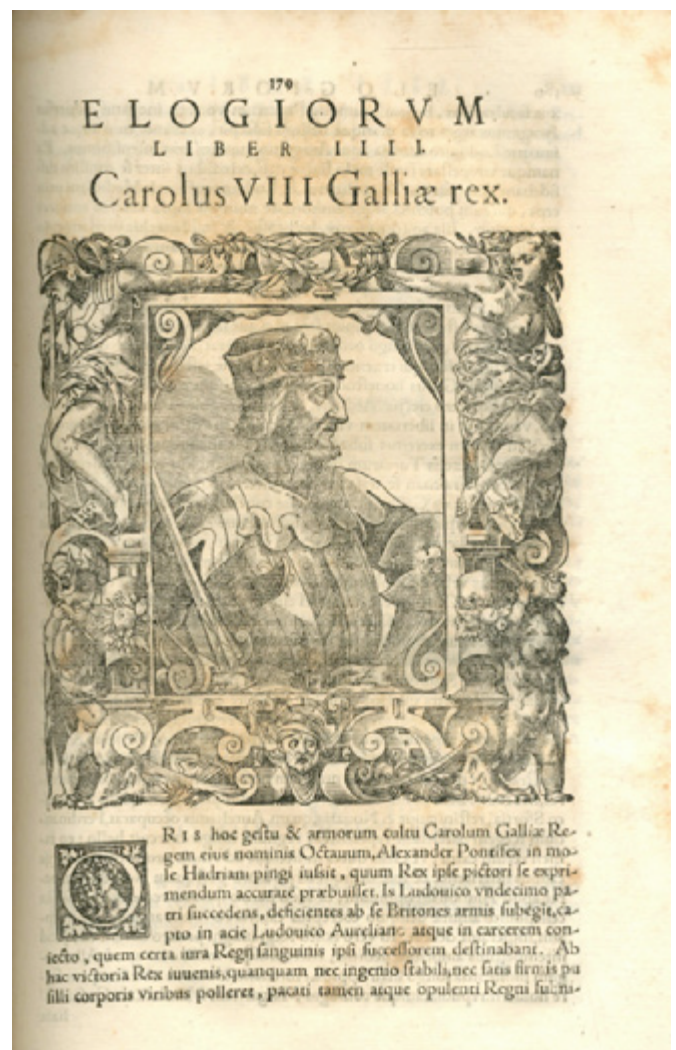 170
ELOGIORVM
LIBER IIII.
Carolus VIII Galliæ rex.
ORIS hoc gestu & armorum cultu Carolum Galliæ Re-
gem eius nominis Octauum, Alexander Pontifex in mo-
le Hadriani pingi iussit, quum Rex ipse pictori se expri-
mendum accurate præbuisset. Is Ludouico vndecimo pa-
tri succedens, deficientes ab se Britones armis subegit, ca-
pto in acie Ludouico Aureliano atque in carcerem con-
iecto, quem certa iura Regij sanguinis ipsi successorem destinabant. Ab
hac victoria Rex iuuenis, quanquam nec ingenio stabili, nec satis firmis pu
silli corporis viribus polleret, pacati tamen atque opulenti Regni